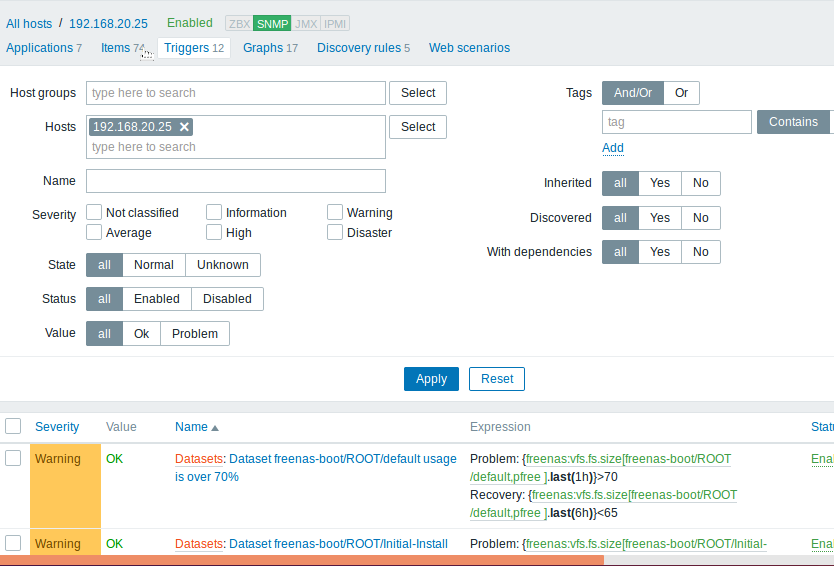 All hosts / 192.168.20.25 Enabled ZBX SNMP JMX IPMI
Applications 7 Items 74 Triggers 12 Graphs 17 Discovery rules 5 Web scenarios
Host groups type here to search Select Tags And/Or Or
Hosts 192.168.20.25 Select tag Contains
type here to search Add
Name Inherited all Yes No
Severity Not classified Information Warning Discovered all Yes No
Average High Disaster
State all Normal Unknown With dependencies all Yes No
Status all Enabled Disabled
Value all Ok Problem
Apply Reset
Severity Value Name Expression Statu
Warning OK Datasets: Dataset freenas-boot/ROOT/default usage Problem: {freenas:vfs.fs.size[freenas-boot/ROOT Ena
is over 70% /default,pfree ].last(1h)}>70
Recovery: {freenas:vfs.fs.size[freenas-boot/ROOT
/default,pfree ].last(6h)}<65
Warning OK Datasets: Dataset freenas-boot/ROOT/Initial-Install Problem: {freenas:vfs.fs.size[freenas-boot/ROOT/Initial- Ena